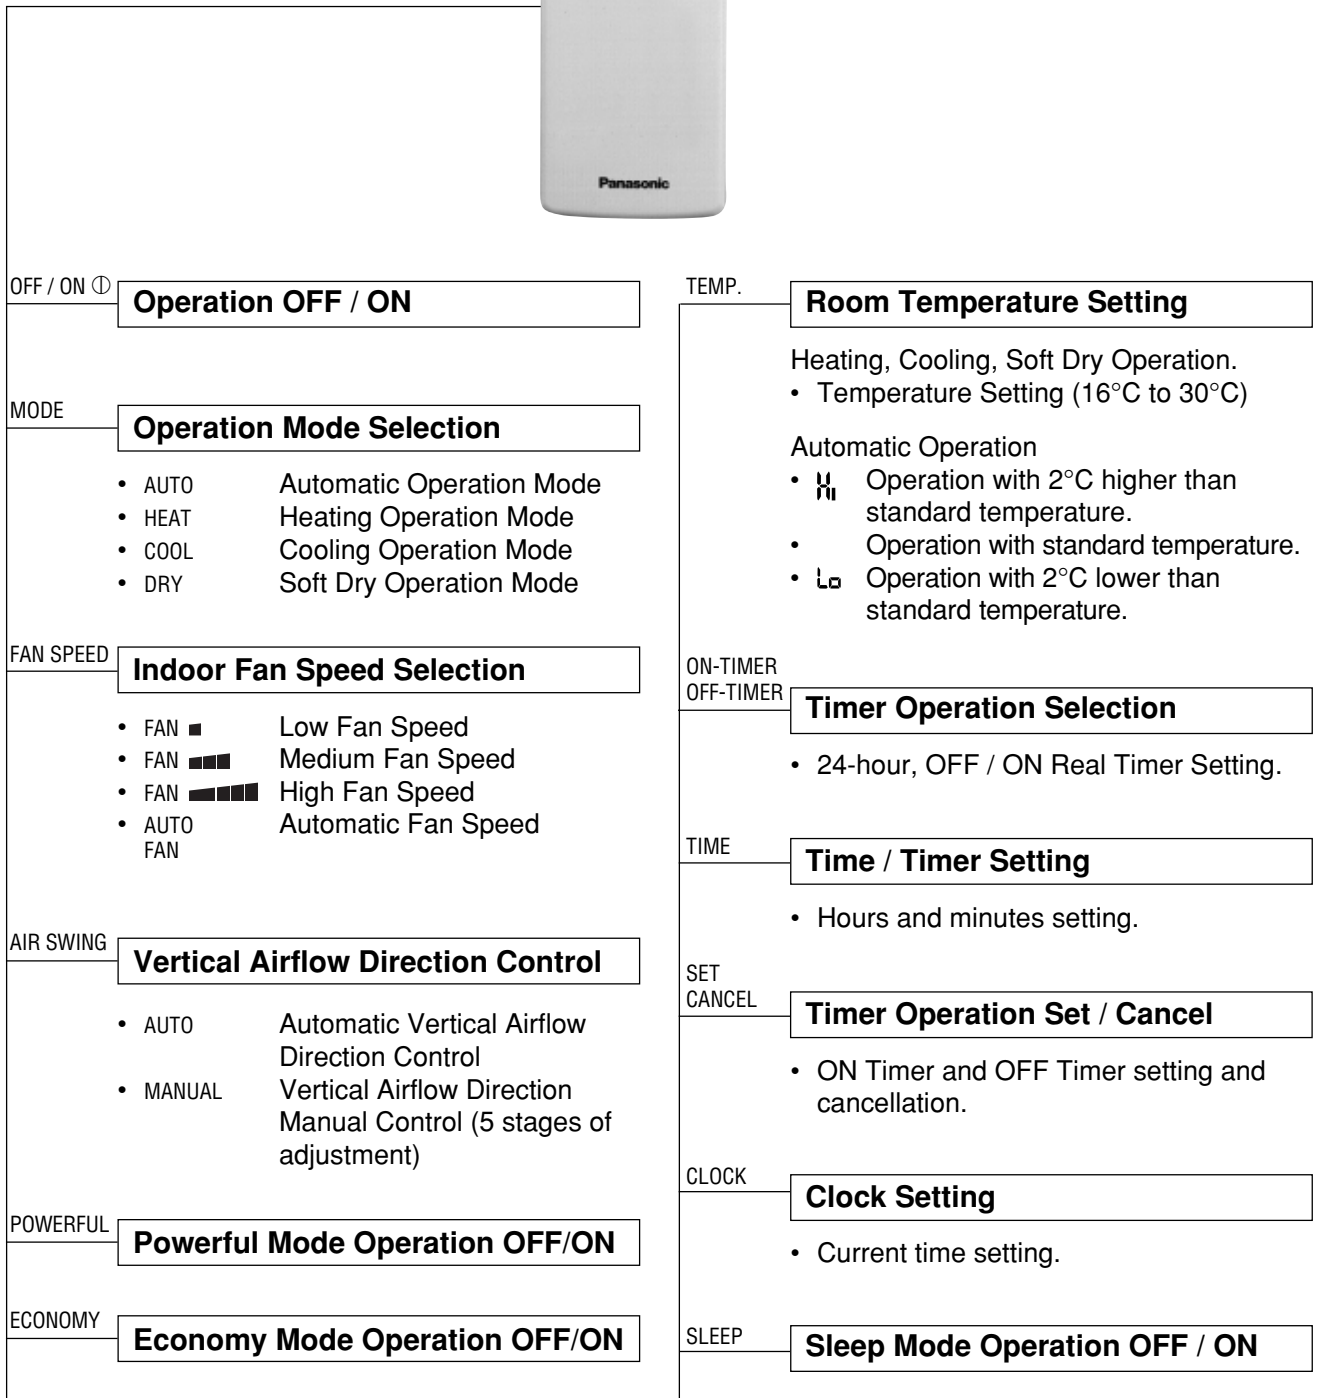 Panasonic
OFF / ON
Operation OFF / ON
MODE
Operation Mode Selection
• AUTO Automatic Operation Mode
• HEAT Heating Operation Mode
• COOL Cooling Operation Mode
• DRY Soft Dry Operation Mode
FAN SPEED
Indoor Fan Speed Selection
• FAN Low Fan Speed
• FAN Medium Fan Speed
• FAN High Fan Speed
• AUTO Automatic Fan Speed
FAN
AIR SWING
Vertical Airflow Direction Control
• AUTO Automatic Vertical Airflow
Direction Control
• MANUAL Vertical Airflow Direction
Manual Control (5 stages of
adjustment)
POWERFUL
Powerful Mode Operation OFF/ON
ECONOMY
Economy Mode Operation OFF/ON
TEMP.
Room Temperature Setting
Heating, Cooling, Soft Dry Operation.
• Temperature Setting (16°C to 30°C)
Automatic Operation
• HI Operation with 2°C higher than
standard temperature.
• Operation with standard temperature.
• Lo Operation with 2°C lower than
standard temperature.
ON-TIMER
OFF-TIMER
Timer Operation Selection
• 24-hour, OFF / ON Real Timer Setting.
TIME
Time / Timer Setting
• Hours and minutes setting.
SET
CANCEL
Timer Operation Set / Cancel
• ON Timer and OFF Timer setting and
cancellation.
CLOCK
Clock Setting
• Current time setting.
SLEEP
Sleep Mode Operation OFF / ON